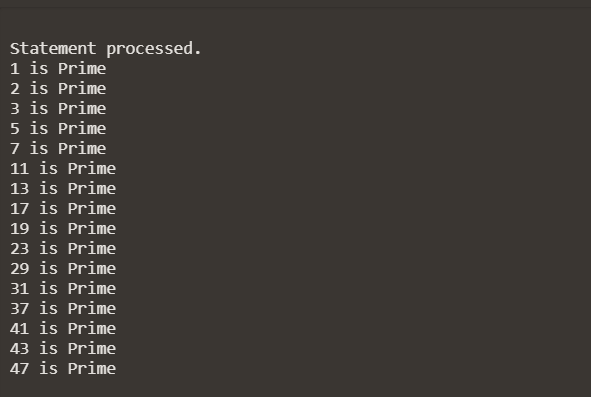 Statement processed.
1 is Prime
2 is Prime
3 is Prime
5 is Prime
7 is Prime
11 is Prime
13 is Prime
17 is Prime
19 is Prime
23 is Prime
29 is Prime
31 is Prime
37 is Prime
41 is Prime
43 is Prime
47 is Prime